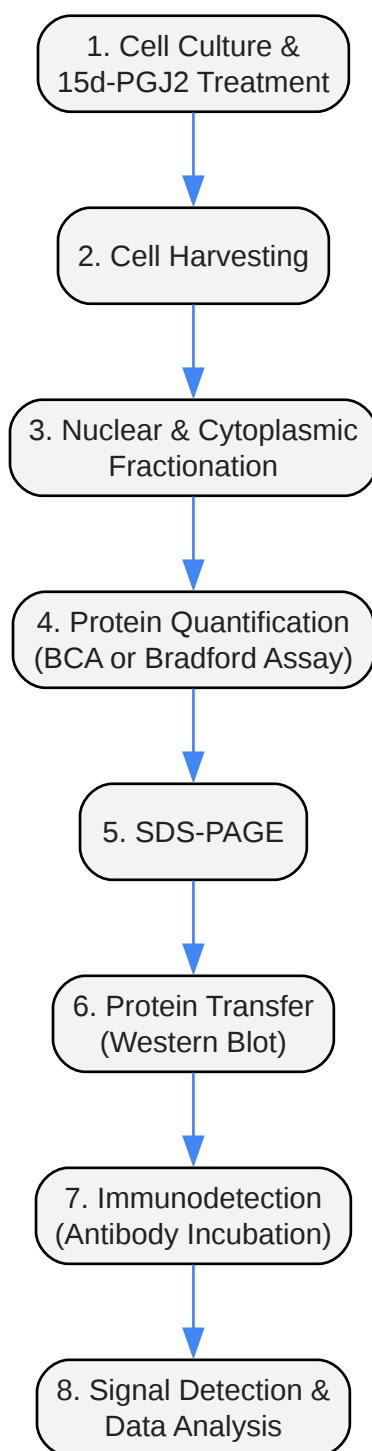 1. Cell Culture &
15d-PGJ2 Treatment
2. Cell Harvesting
3. Nuclear & Cytoplasmic
Fractionation
4. Protein Quantification
(BCA or Bradford Assay)
5. SDS-PAGE
6. Protein Transfer
(Western Blot)
7. Immunodetection
(Antibody Incubation)
8. Signal Detection &
Data Analysis